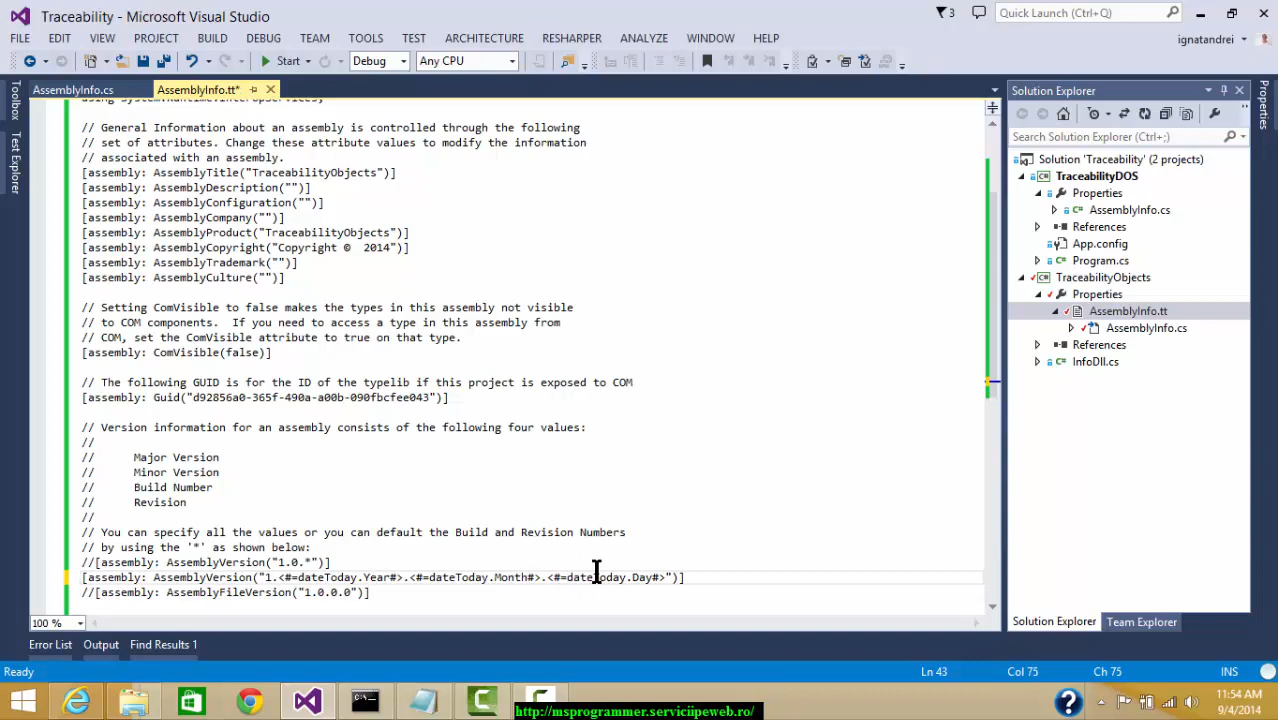 Traceability - Microsoft Visual Studio
3
Quick Launch (Ctrl+Q)
FILE EDIT VIEW PROJECT BUILD DEBUG TEAM TOOLS TEST ARCHITECTURE RESHARPER ANALYZE WINDOW HELP
ignatandrei
Start Debug Any CPU
AssemblyInfo.cs AssemblyInfo.tt*
Toolbox
Test Explorer
using System.Runtime.InteropServices;
// General Information about an assembly is controlled through the following
// set of attributes. Change these attribute values to modify the information
// associated with an assembly.
[assembly: AssemblyTitle("TraceabilityObjects")]
[assembly: AssemblyDescription("")]
[assembly: AssemblyConfiguration("")]
[assembly: AssemblyCompany("")]
[assembly: AssemblyProduct("TraceabilityObjects")]
[assembly: AssemblyCopyright("Copyright ©  2014")]
[assembly: AssemblyTrademark("")]
[assembly: AssemblyCulture("")]
// Setting ComVisible to false makes the types in this assembly not visible
// to COM components.  If you need to access a type in this assembly from
// COM, set the ComVisible attribute to true on that type.
[assembly: ComVisible(false)]
// The following GUID is for the ID of the typelib if this project is exposed to COM
[assembly: Guid("d92856a0-365f-490a-a00b-090fbcfee043")]
// Version information for an assembly consists of the following four values:
//
// Major Version
// Minor Version
// Build Number
// Revision
//
// You can specify all the values or you can default the Build and Revision Numbers
// by using the '*' as shown below:
//[assembly: AssemblyVersion("1.0.*")]
[assembly: AssemblyVersion("1.<#=dateToday.Year#>.<#=dateToday.Month#>.<#=dateToday.Day#>")]
//[assembly: AssemblyFileVersion("1.0.0.0")]
100 %
Solution Explorer
Search Solution Explorer (Ctrl+;)
Solution 'Traceability' (2 projects)
TraceabilityDOS
Properties
AssemblyInfo.cs
References
App.config
Program.cs
TraceabilityObjects
Properties
AssemblyInfo.tt
AssemblyInfo.cs
References
InfoDll.cs
Solution Explorer Team Explorer
Properties
Error List Output Find Results 1
Ready Ln 43 Col 75 Ch 75 INS
11:54 AM
9/4/2014
http://msprogrammer.serviciipeweb.ro/